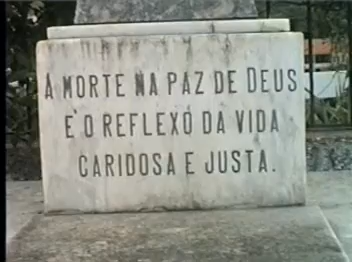 A MORTE NA PAZ DE DEUS
E O REFLEXO DA VIDA
CARIDOSA E JUSTA.